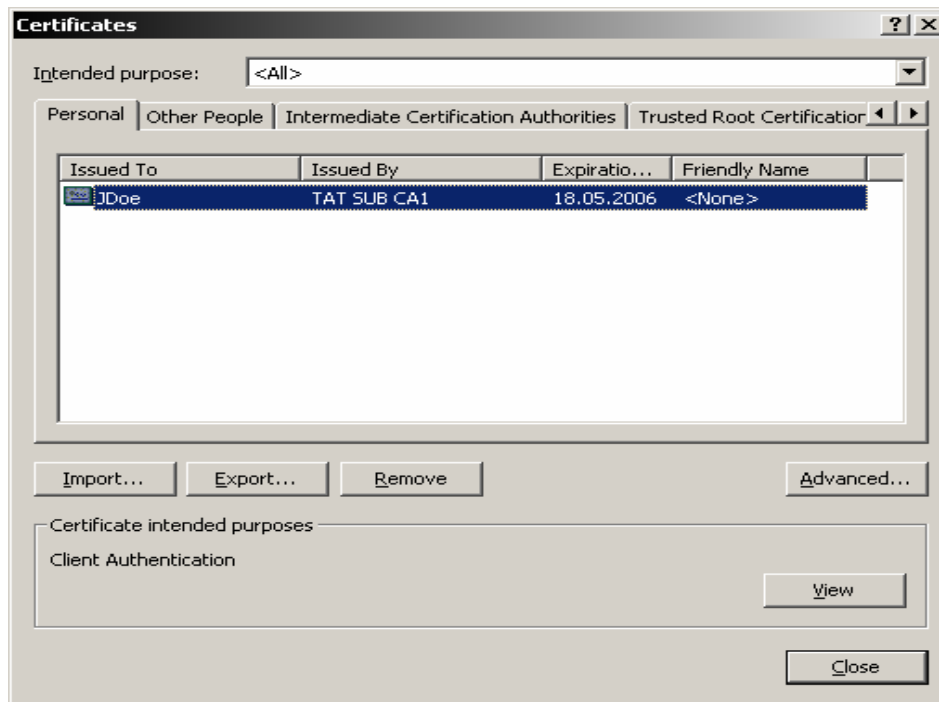 Certificates
Intended purpose: <All>
Personal Other People Intermediate Certification Authorities Trusted Root Certification
Issued To Issued By Expiratio... Friendly Name
JDoe TAT SUB CA1 18.05.2006 <None>
Import... Export... Remove Advanced...
Certificate intended purposes
Client Authentication
View
Close